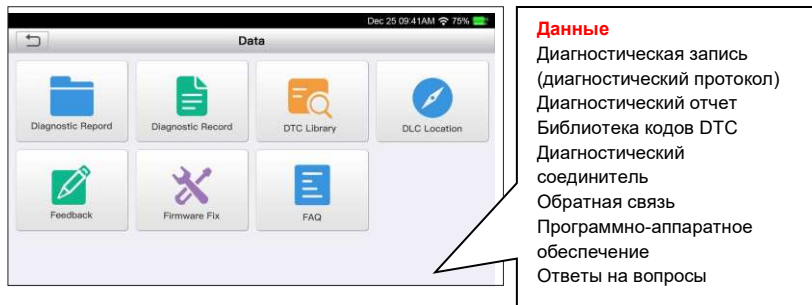 Dec 25 09:41AM 75%
Data
Diagnostic Repord
Diagnostic Record
DTC Library
DLC Location
Feedback
Firmware Fix
FAQ
Данные
Диагностическая запись
(диагностический протокол)
Диагностический отчет
Библиотека кодов DTC
Диагностический
соединитель
Обратная связь
Программно-аппаратное
обеспечение
Ответы на вопросы